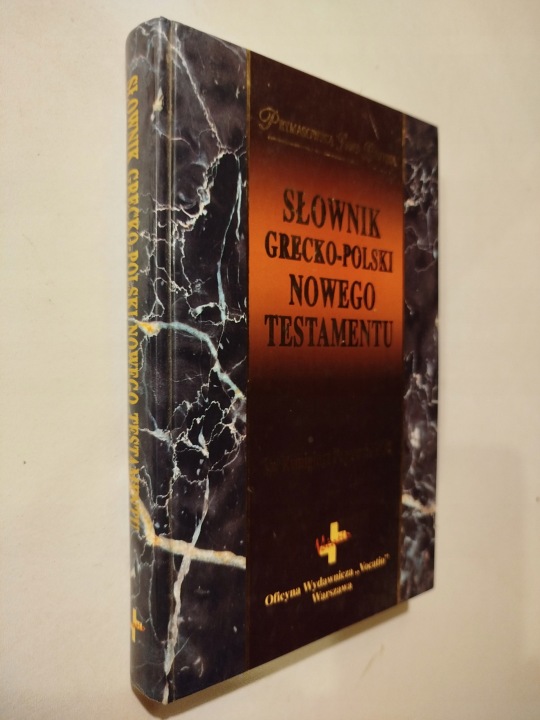 SŁOWNIK GRECKO-POLSKI NOWEGO TESTAMENTU
SŁOWNIK
GRECKO-POLSKI
NOWEGO
TESTAMENTU
Oficyna Wydawnicza „Vocatio”
Warszawa